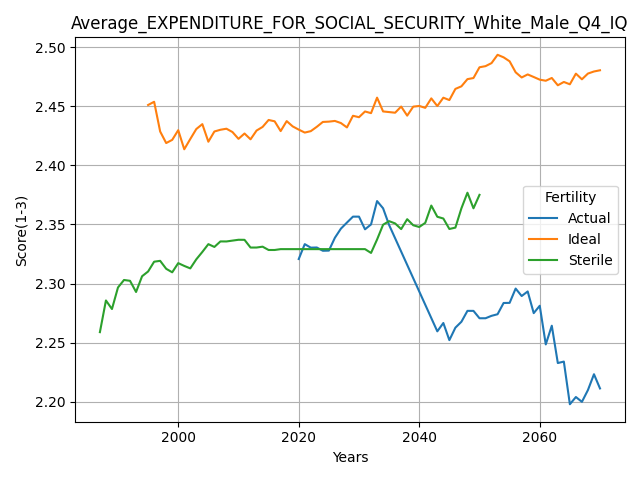 Average_EXPENDITURE_FOR_SOCIAL_SECURITY_White_Male_Q4_IQ
2.50
2.45
2.40
2.35
2.30
2.25
2.20
Score(1-3)
Fertility
Actual
Ideal
Sterile
2000
2020
2040
2060
Years